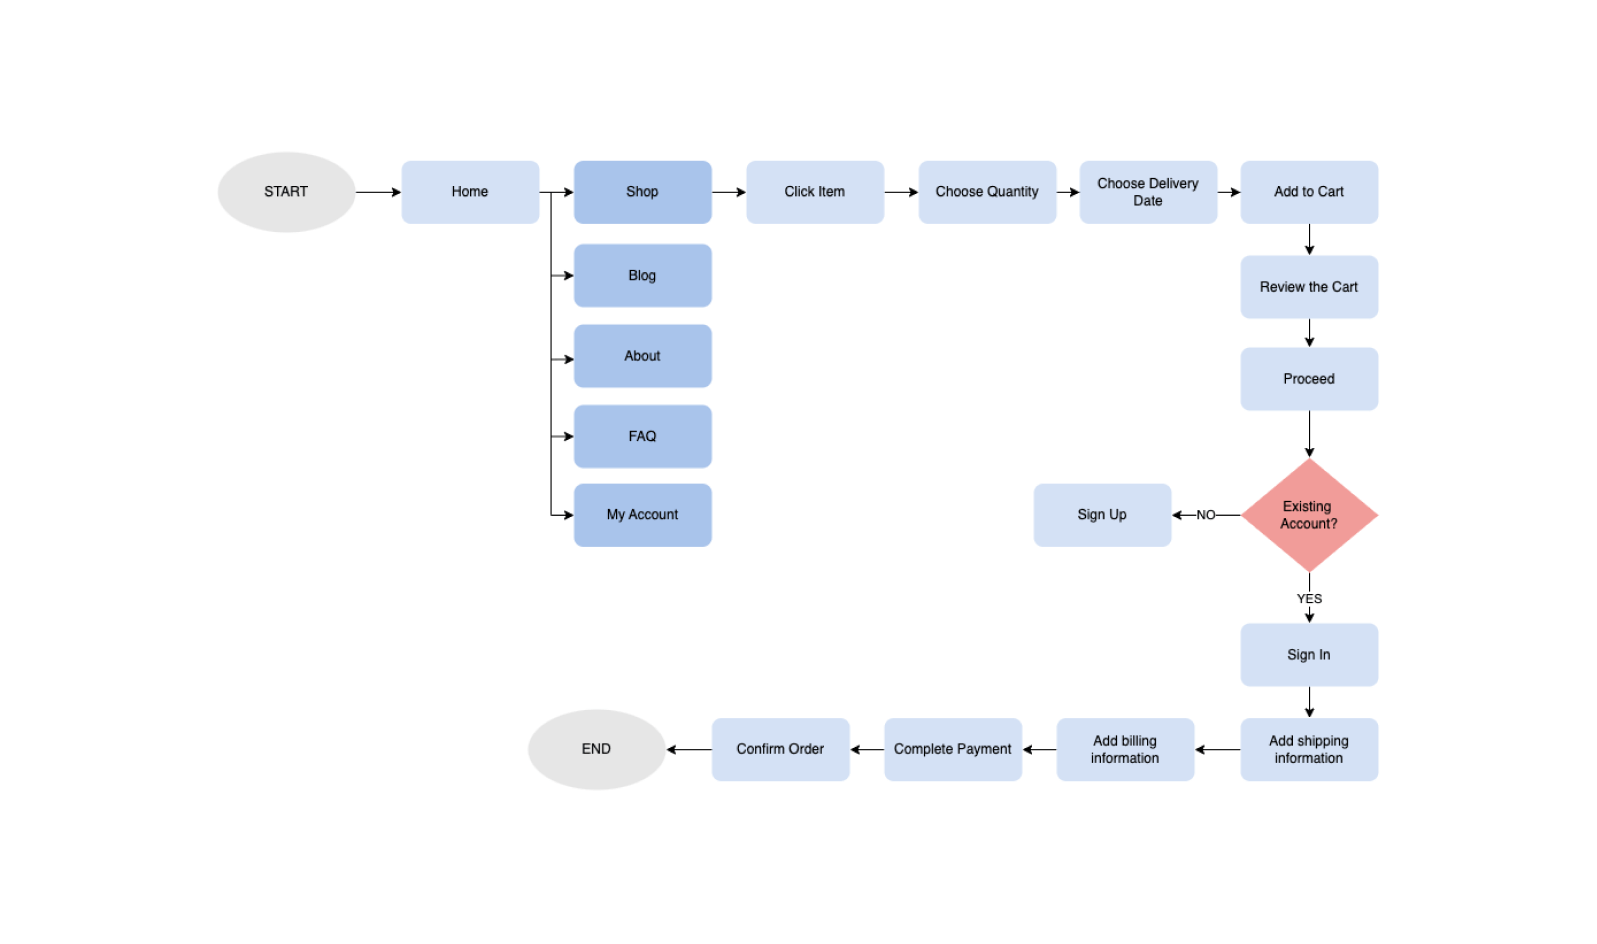 START
Home
Shop
Click Item
Choose Quantity
Choose Delivery
Date
Add to Cart
Blog
Review the Cart
About
Proceed
FAQ
My Account
Sign Up
NO
Existing
Account?
YES
Sign In
END
Confirm Order
Complete Payment
Add billing
information
Add shipping
information